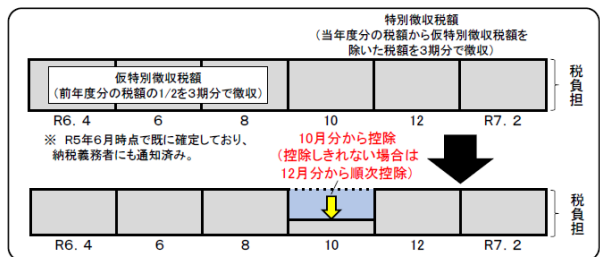 特別徴収税額
(当年度分の税額から仮特別徴収税額を
除いた税額を3期分で徴収)
仮特別徴収税額
(前年度分の税額の1/2を3期分で徴収)
税負担
R6.4 6 8 10 12 R7.2
※ R5年6月時点で既に確定しており、
納税義務者にも通知済み。
10月分から控除
(控除しきれない場合は
12月分から順次控除)
税負担
R6.4 6 8 10 12 R7.2